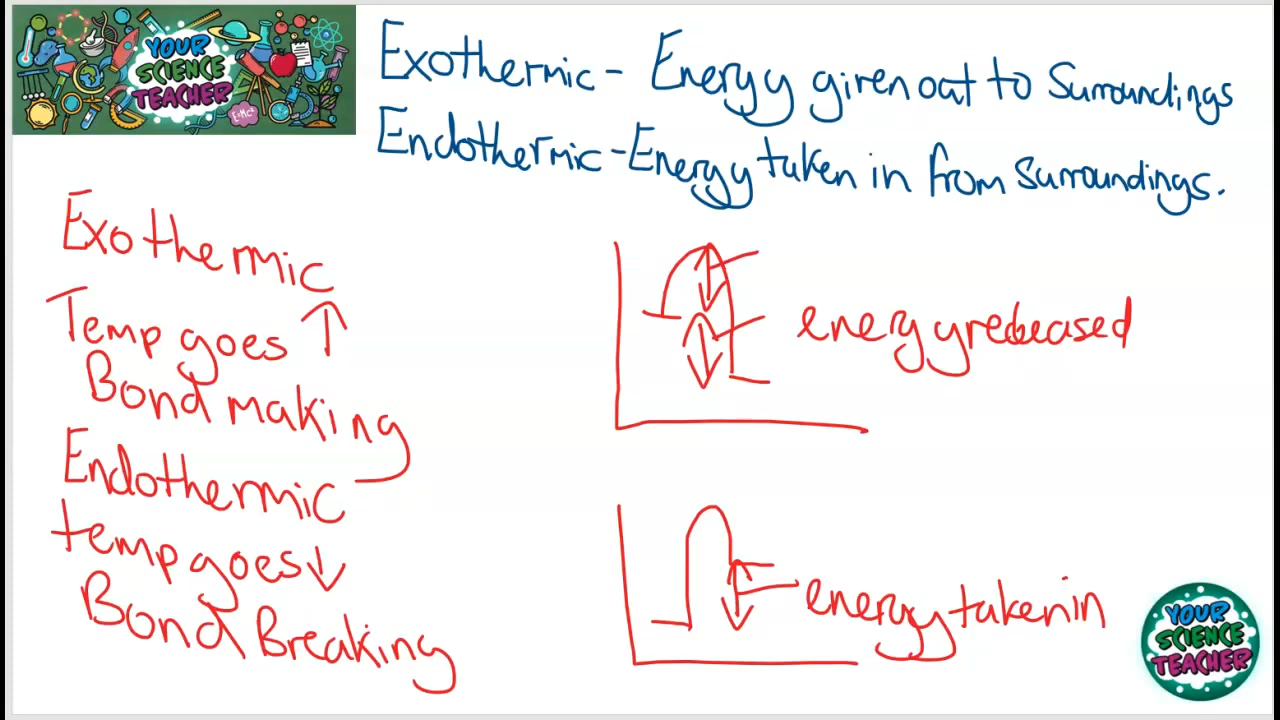 YOUR
SCIENCE
TEACHER
E=MC²
Exothermic - Energy given out to Surroundings
Endothermic - Energy taken in from Surroundings.
Exothermic
Temp goes ↑
Bond making
Endothermic
temp goes ↓
Bond Breaking
energy released
energy taken in
YOUR
SCIENCE
TEACHER